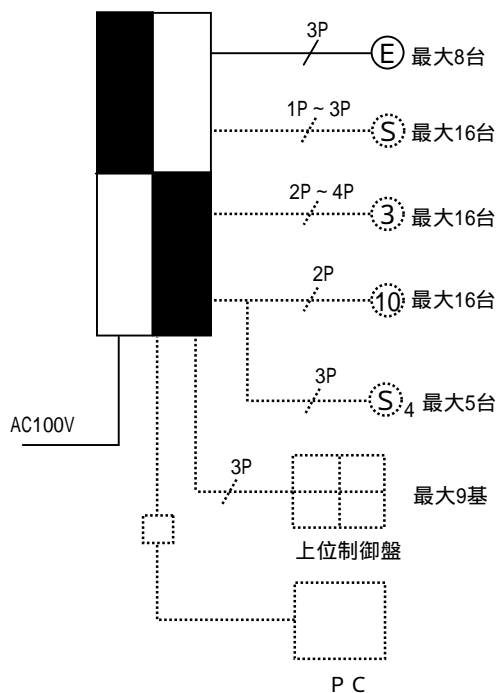 3P
E 最大8台
1P ~ 3P
S 最大16台
2P ~ 4P
3 最大16台
2P
10 最大16台
3P
S4 最大5台
AC100V
3P
最大9基
上位制御盤
ＰＣ